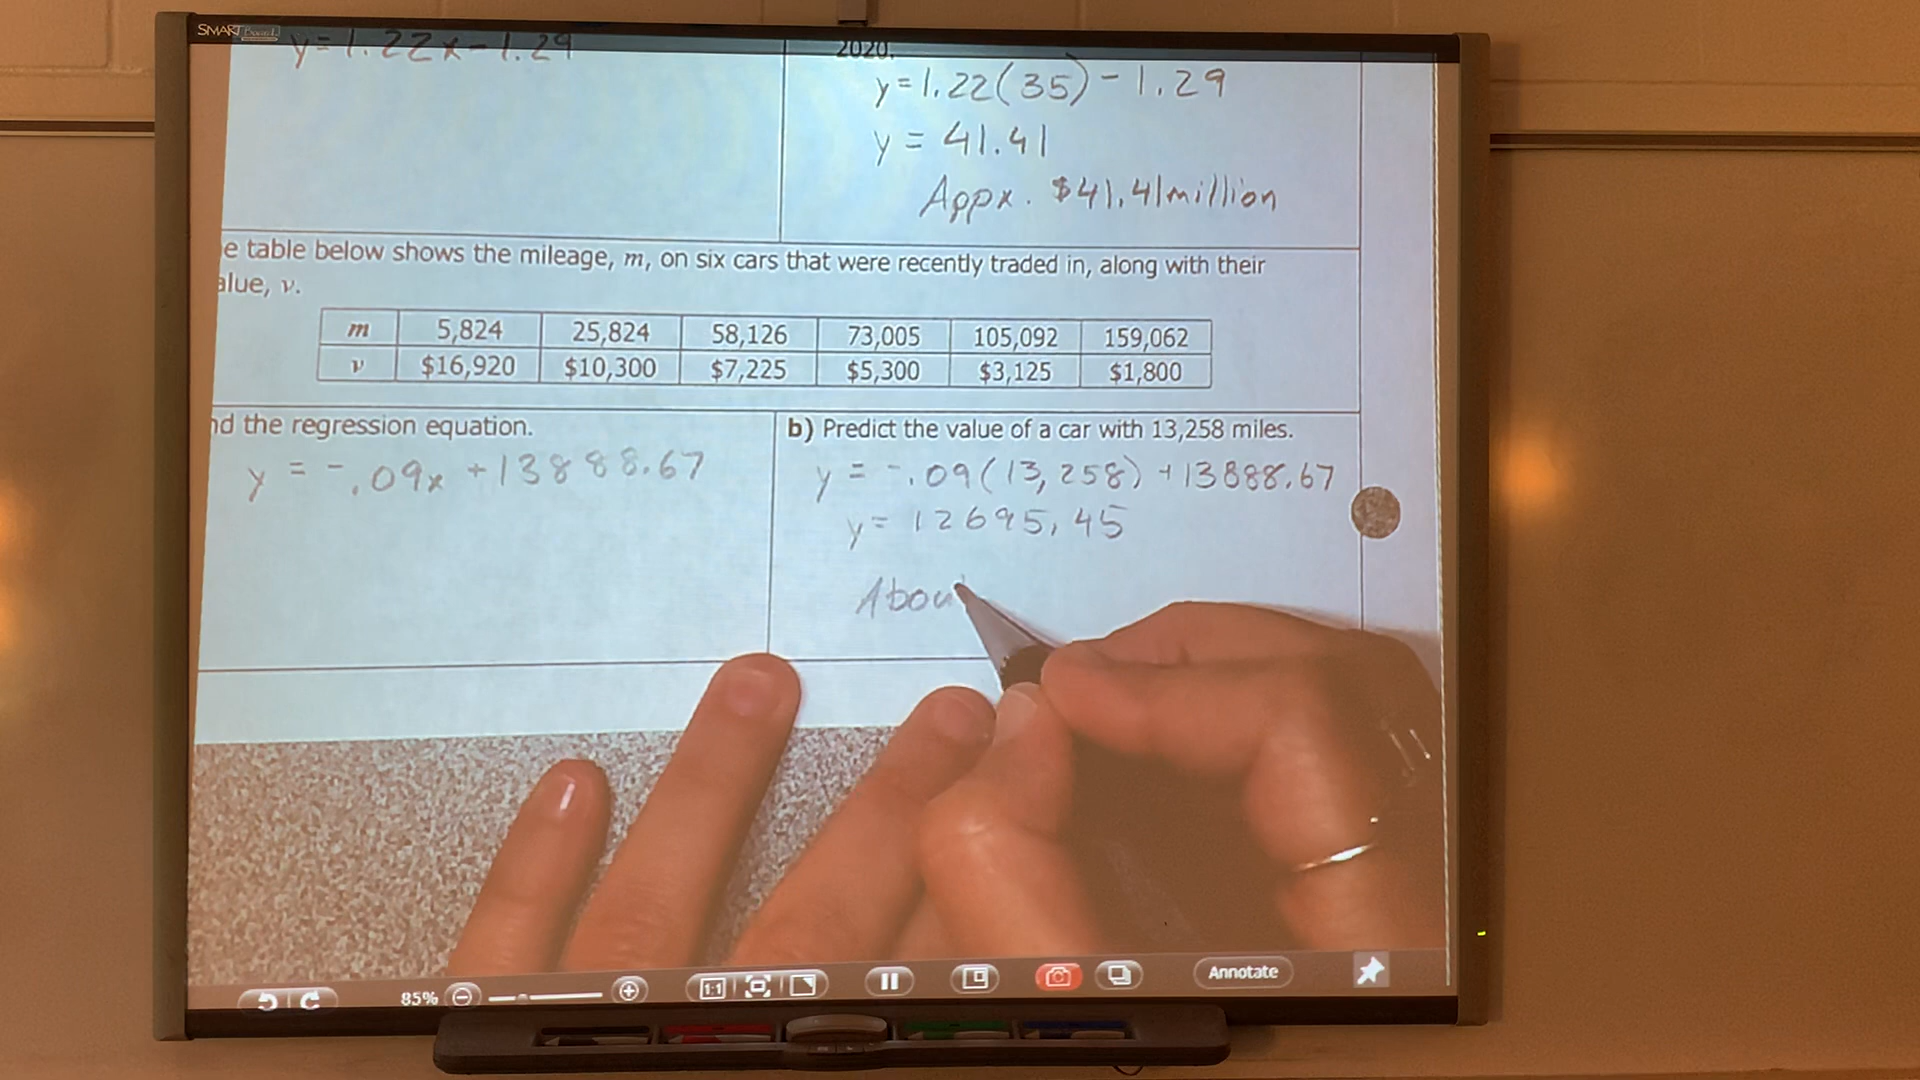 SMART Board
y = 1.22x - 1.29
2020.
y = 1.22(35) - 1.29
y = 41.41
Appx. $41.41 million
e table below shows the mileage, m, on six cars that were recently traded in, along with their
alue, v.
m 5,824 25,824 58,126 73,005 105,092 159,062
v $16,920 $10,300 $7,225 $5,300 $3,125 $1,800
nd the regression equation.
y = -.09x + 13888.67
b) Predict the value of a car with 13,258 miles.
y = -.09(13,258) + 13888.67
y = 12695.45
Abou
85%
1:1
Annotate